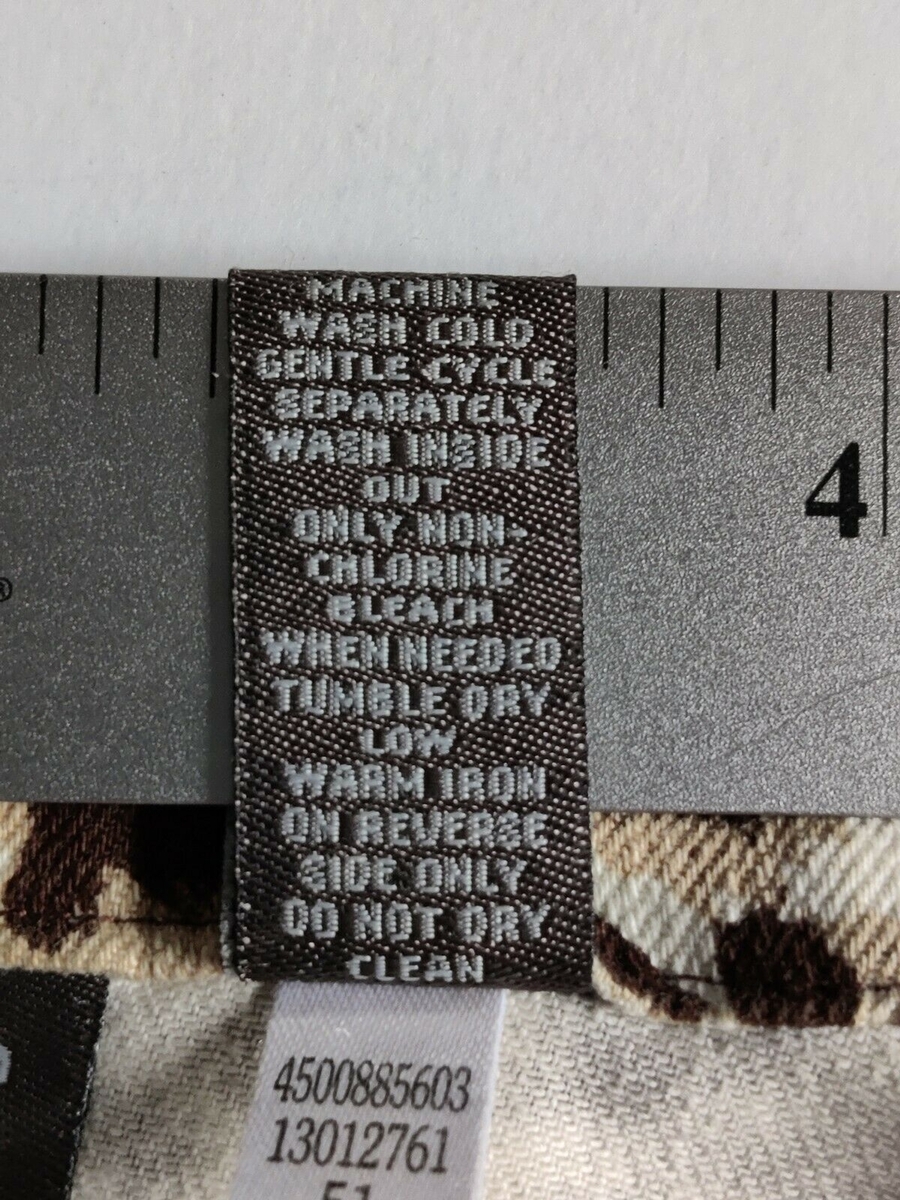 MACHINE
WASH COLD
GENTLE CYCLE
SEPARATELY
WASH INSIDE
OUT
ONLY NON-
CHLORINE
BLEACH
WHEN NEEDED
TUMBLE DRY
LOW
WARM IRON
ON REVERSE
SIDE ONLY
DO NOT DRY
CLEAN
4
®
4500885603
13012761
51